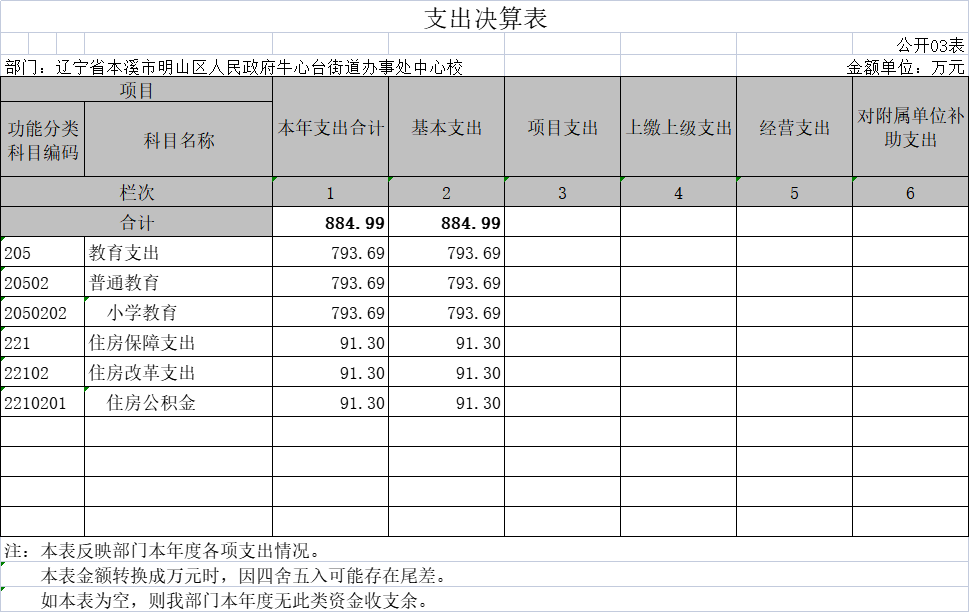 支出决算表
公开03表
部门：辽宁省本溪市明山区人民政府牛心台街道办事处中心校 金额单位：万元
项目 本年支出合计 基本支出 项目支出 上缴上级支出 经营支出 对附属单位补助支出
功能分类科目编码 科目名称
栏次 1 2 3 4 5 6
合计 884.99 884.99
205 教育支出 793.69 793.69
20502 普通教育 793.69 793.69
2050202 小学教育 793.69 793.69
221 住房保障支出 91.30 91.30
22102 住房改革支出 91.30 91.30
2210201 住房公积金 91.30 91.30
注：本表反映部门本年度各项支出情况。
本表金额转换成万元时，因四舍五入可能存在尾差。
如本表为空，则我部门本年度无此类资金收支余。